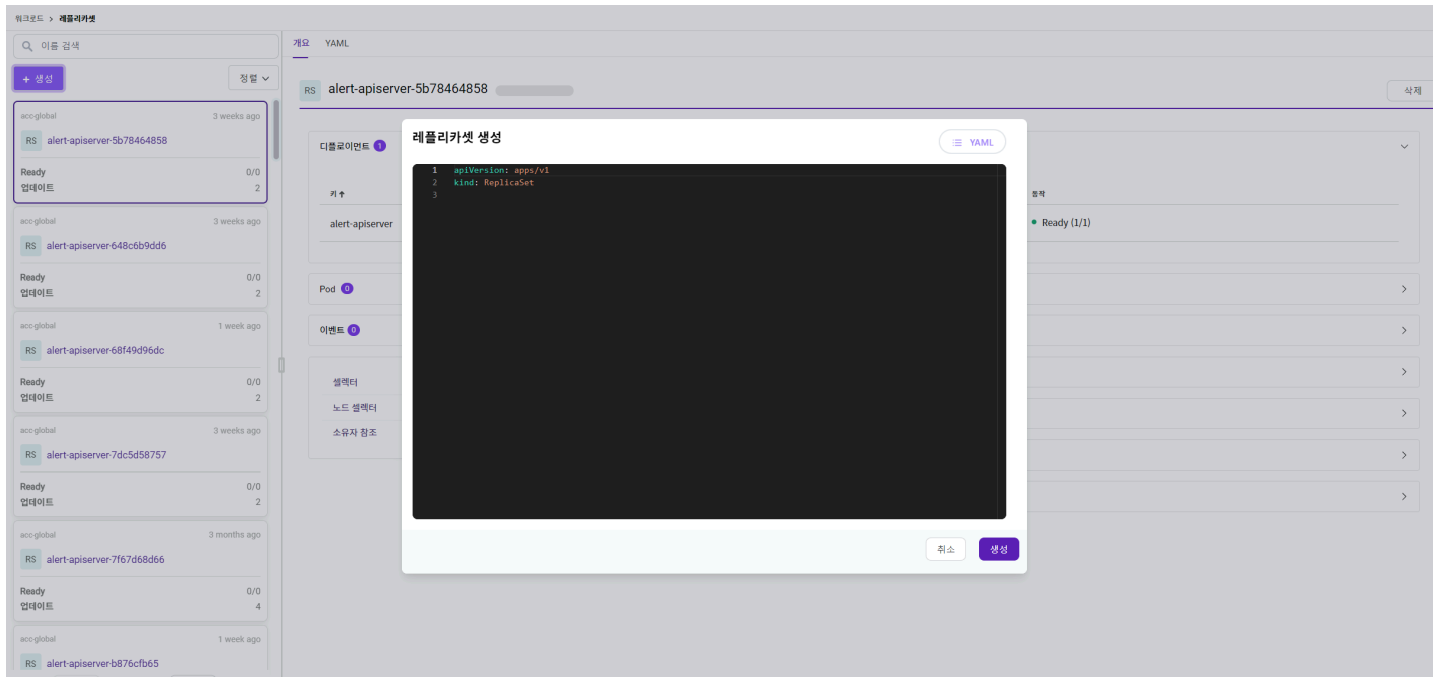 워크로드 > 레플리카셋
이름 검색
+ 생성
정렬
acc-global 3 weeks ago
RS alert-apiserver-5b78464858
Ready 0/0
업데이트 2
acc-global 3 weeks ago
RS alert-apiserver-648c6b9dd6
Ready 0/0
업데이트 2
acc-global 1 week ago
RS alert-apiserver-68f49d96dc
Ready 0/0
업데이트 2
acc-global 3 weeks ago
RS alert-apiserver-7dc5d58757
Ready 0/0
업데이트 2
acc-global 3 months ago
RS alert-apiserver-7f67d68d66
Ready 0/0
업데이트 4
acc-global 1 week ago
RS alert-apiserver-b876cfb65
개요 YAML
RS alert-apiserver-5b78464858
삭제
디플로이먼트 1
키
동작
alert-apiserver
Ready (1/1)
Pod 0
이벤트 0
셀렉터
노드 셀렉터
소유자 참조
레플리카셋 생성
YAML
1 apiVersion: apps/v1
2 kind: ReplicaSet
3
취소 생성